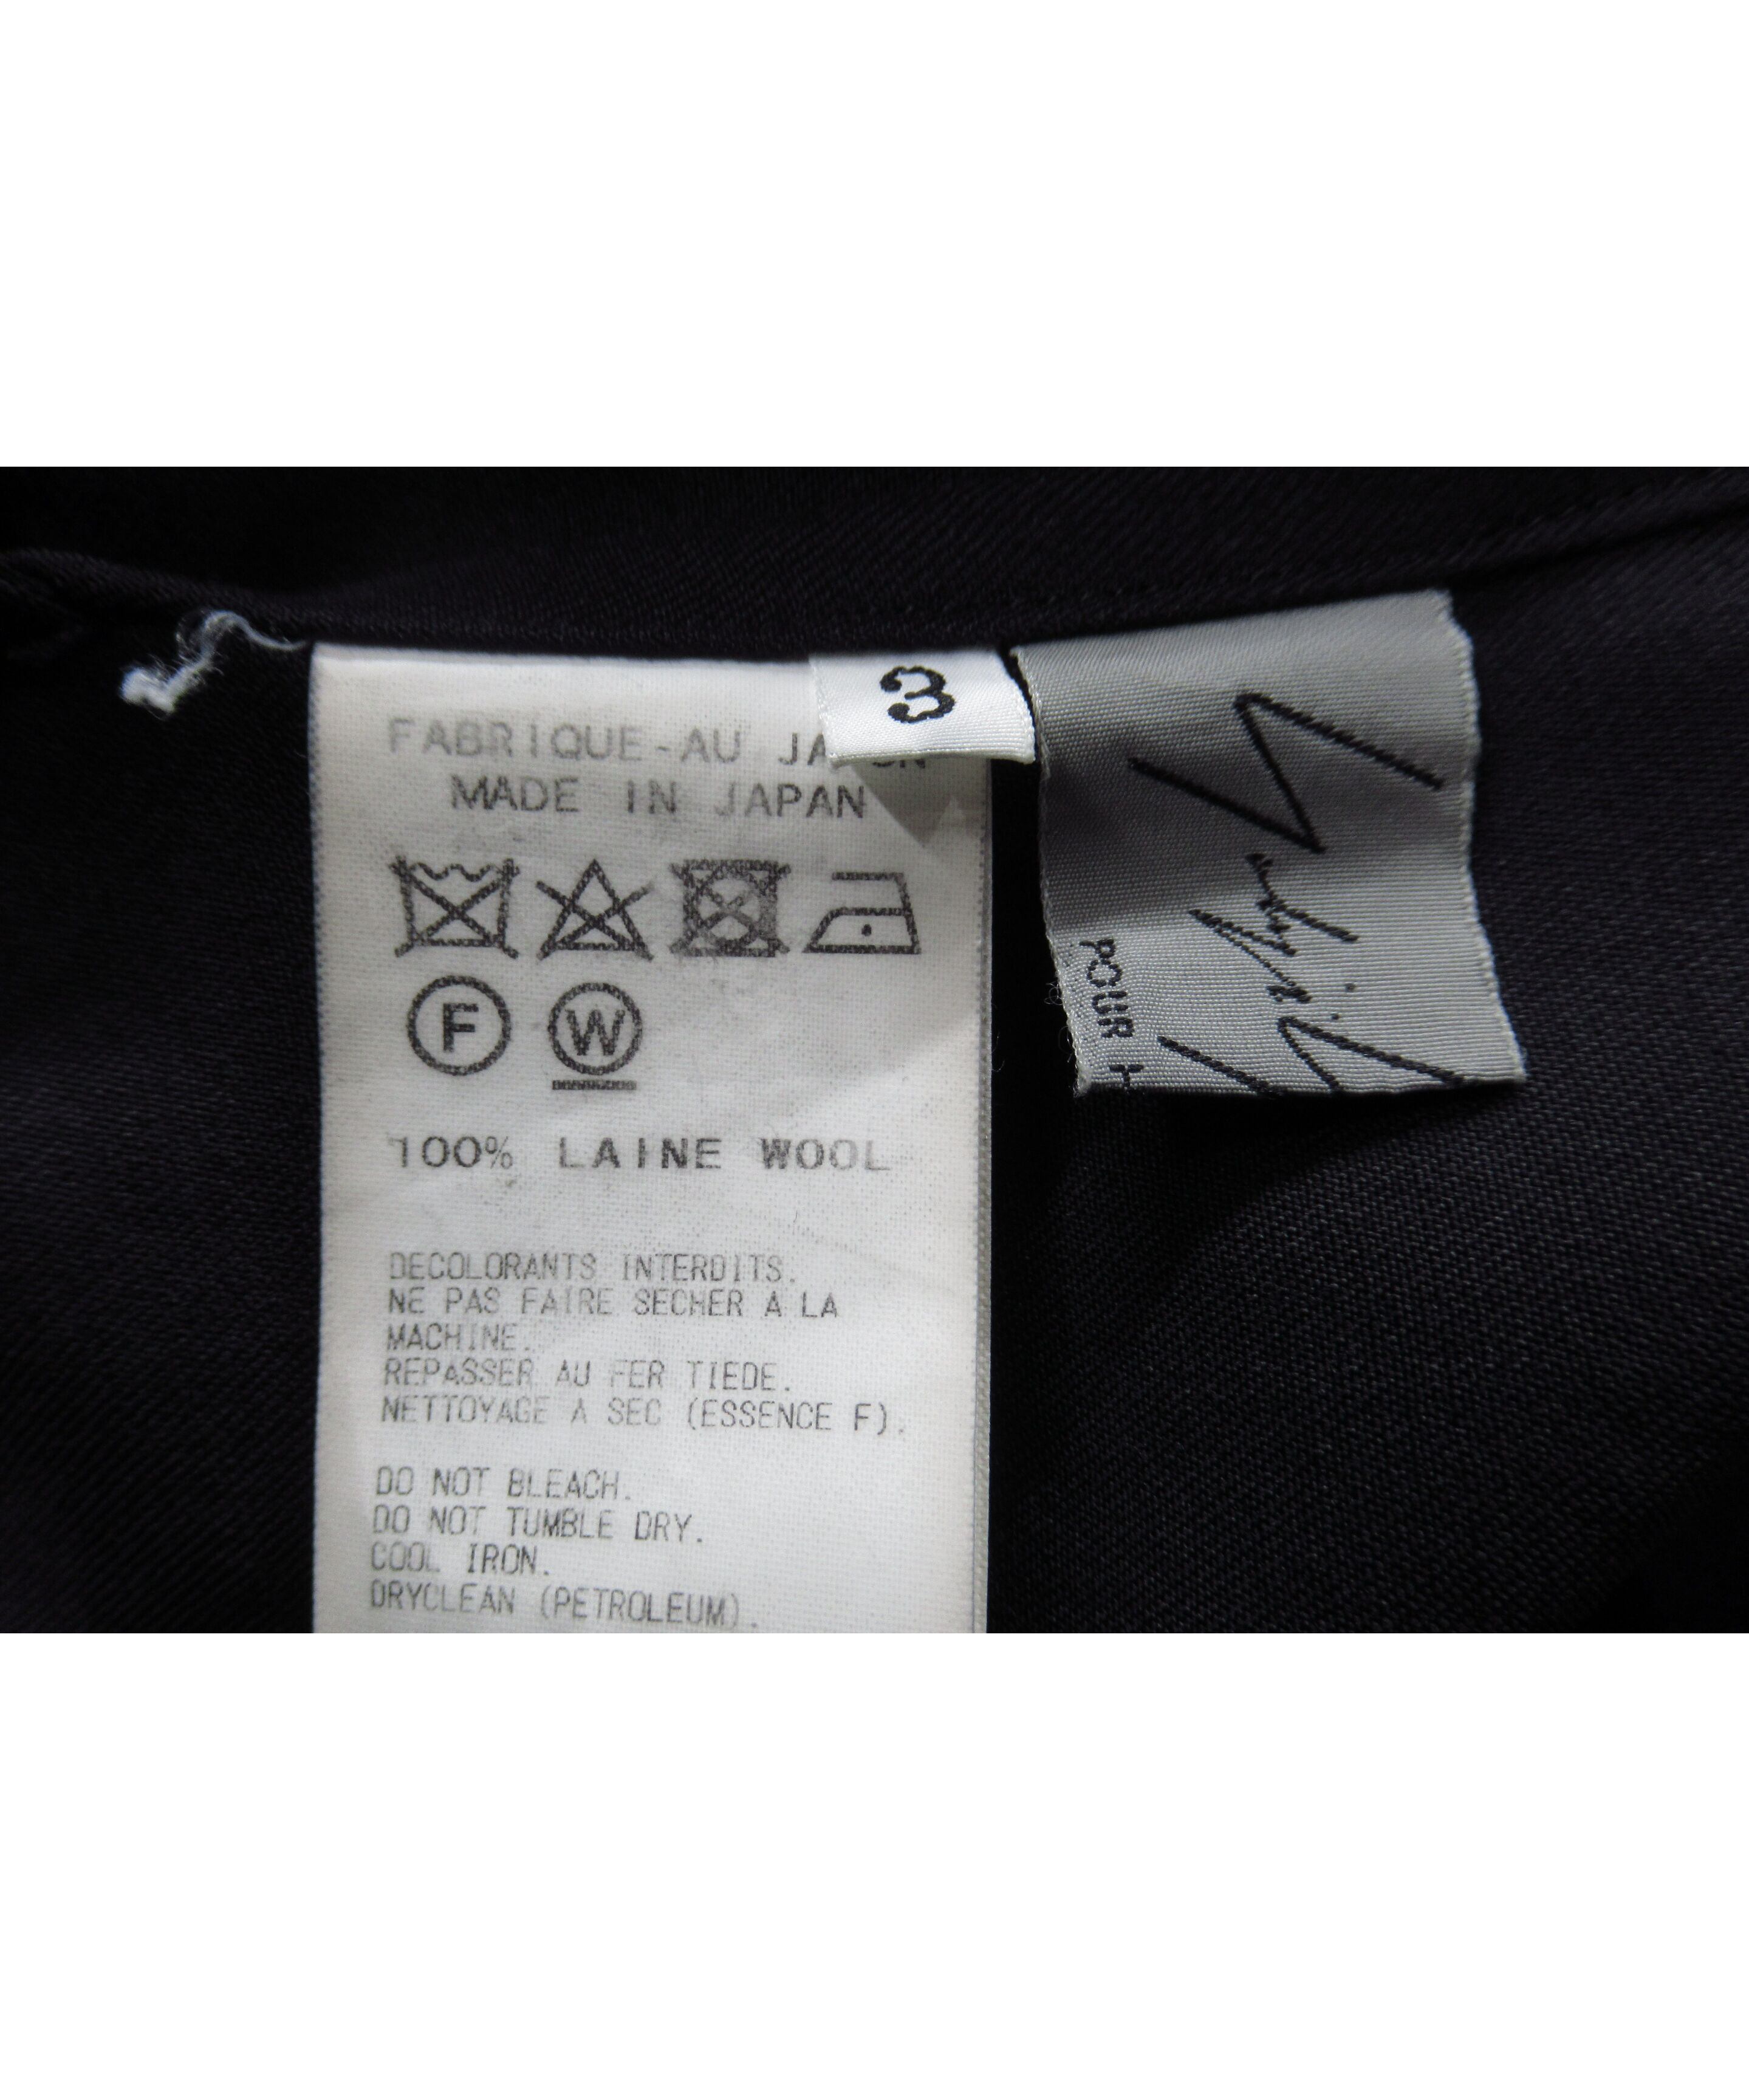 FABRIQUE-AU JA ON
MADE IN JAPAN
F W
100% LAINE WOOL
DECOLORANTS INTERDITS.
NE PAS FAIRE SECHER A LA
MACHINE.
REPASSER AU FER TIEDE.
NETTOYAGE A SEC (ESSENCE F).
DO NOT BLEACH.
DO NOT TUMBLE DRY.
COOL IRON.
DRYCLEAN (PETROLEUM).
3
POUR H